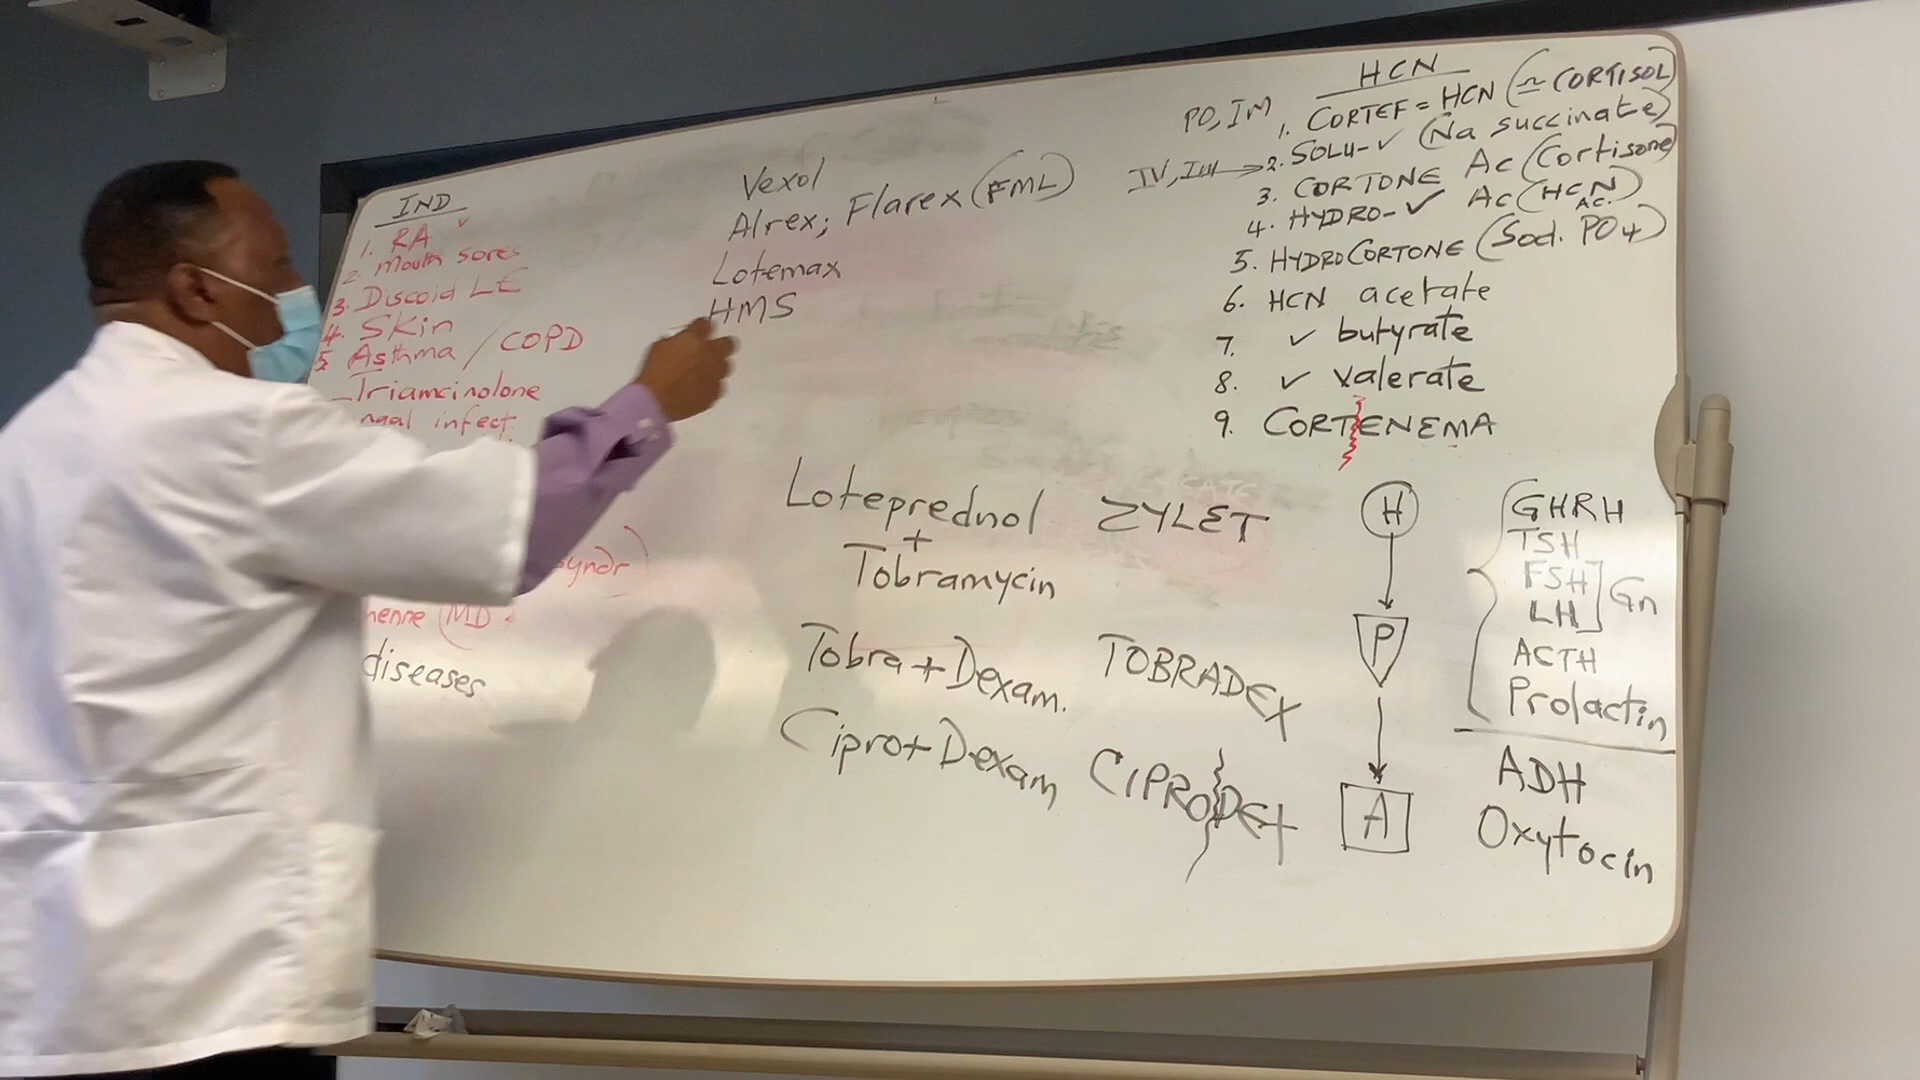 IND
1. RA ✓
2. Mouth sores
3. Discoid LE
4. Skin
5 Asthma / COPD
Triamcinolone
infect.
syndr)
MD
diseases
Vexol
Alrex; Flarex (FML)
Lotemax
HMS
Loteprednol ZYLET
+
Tobramycin
Tobra + Dexam. TOBRADEX
Cipro + Dexam CIPRODEX
HCN
PO, IM 1. CORTEF = HCN (≃ CORTISOL)
IV, IM → 2. SOLU- ✓ (Na succinate)
3. CORTONE Ac (Cortisone)
4. HYDRO- ✓ Ac (HCN AC.)
5. HYDROCORTONE (Sod. PO4)
6. HCN acetate
7. ✓ butyrate
8. ✓ valerate
9. CORTENEMA
H
P
A
GHRH
TSH
FSH
LH
Gn
ACTH
Prolactin
ADH
Oxytocin